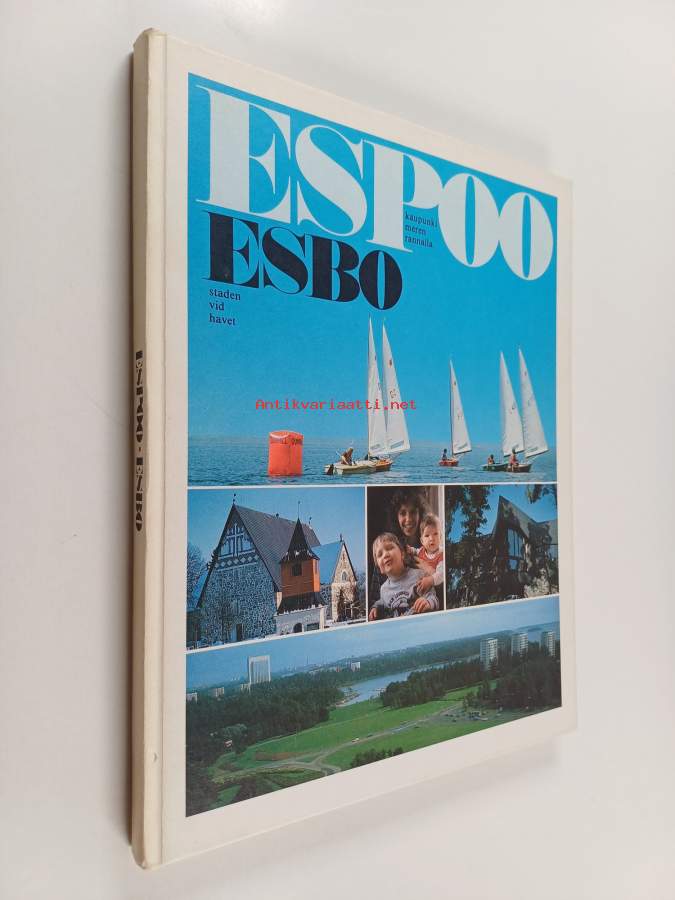 ESPOO
kaupunki
meren
rannalla
ESBO
staden
vid
havet
Antikvariaatti.net
ESPOO · ESBO